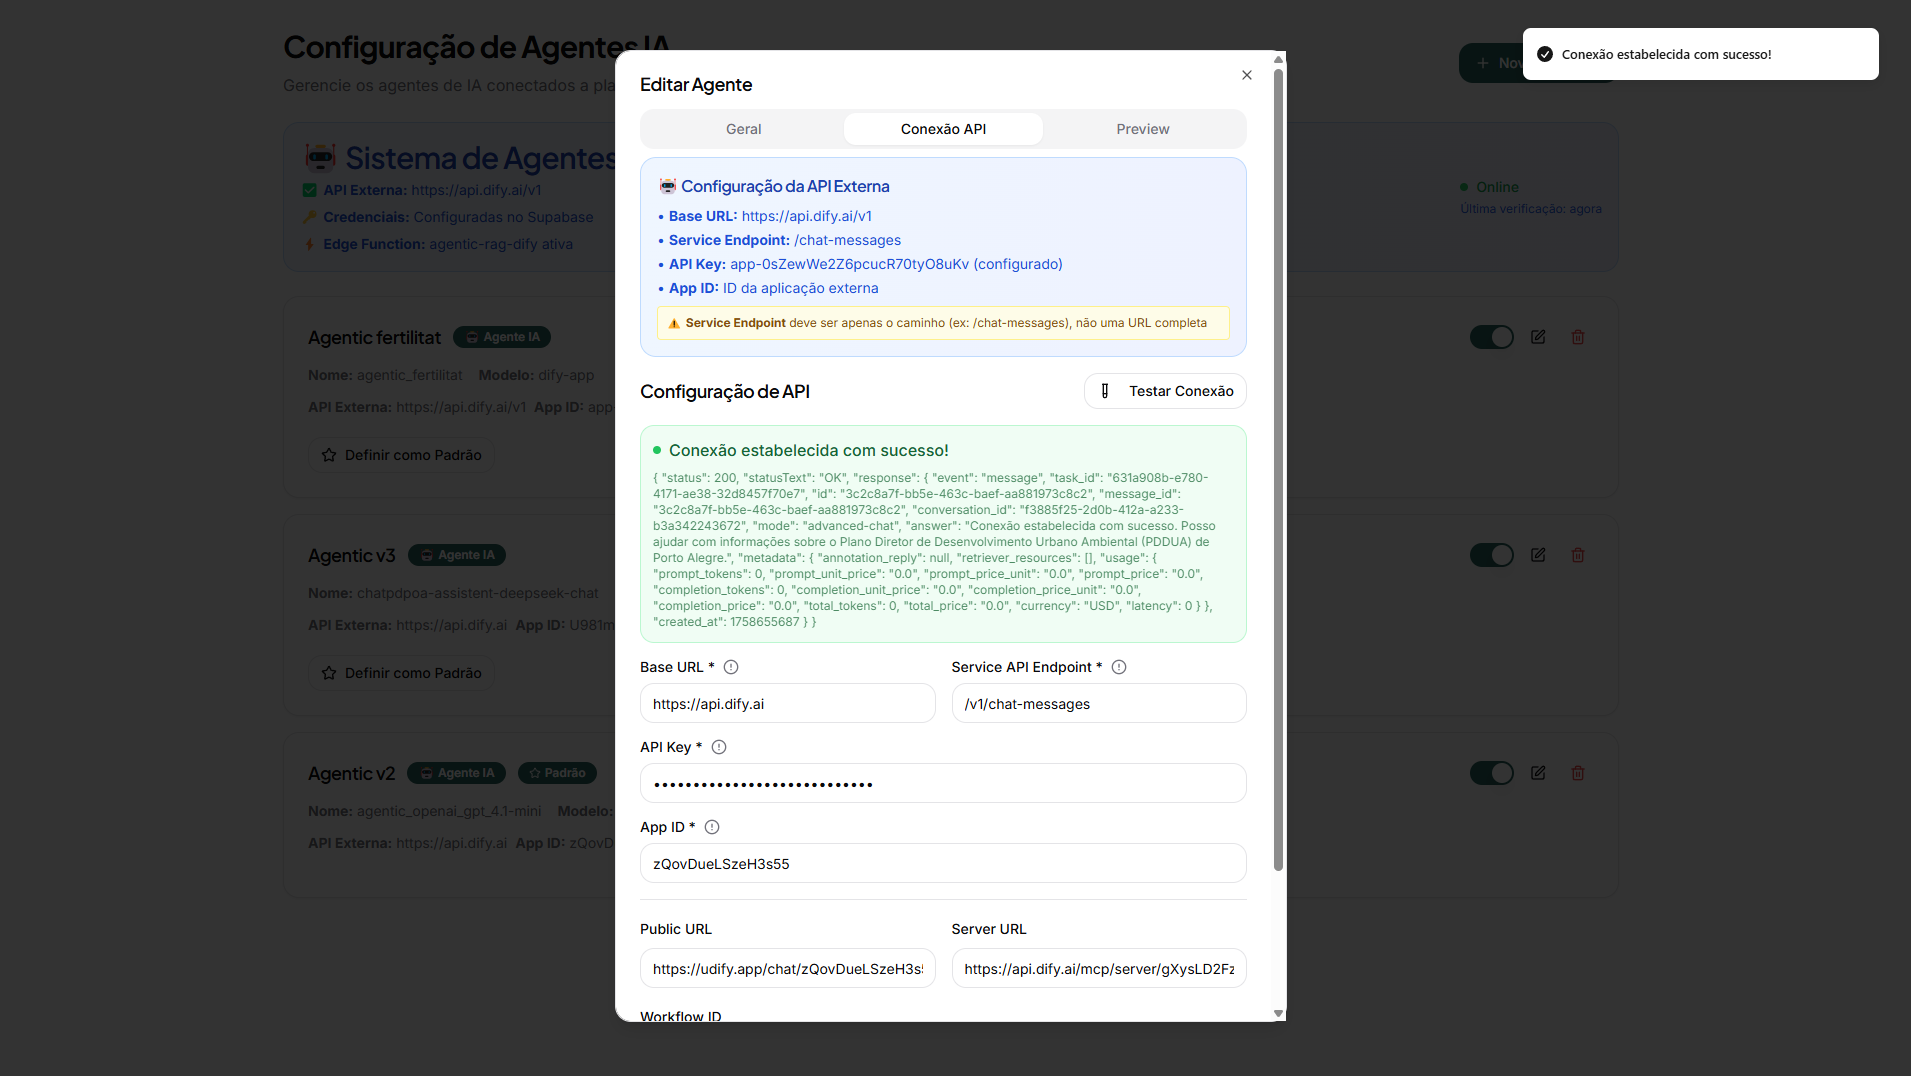 Configuração de Agentes IA
Gerencie os agentes de IA conectados a pla
Nov
Conexão estabelecida com sucesso!
Sistema de Agentes
API Externa: https://api.dify.ai/v1
Credenciais: Configuradas no Supabase
Edge Function: agentic-rag-dify ativa
Online
Última verificação: agora
Agentic fertilitat Agente IA
Nome: agentic_fertilitat Modelo: dify-app
API Externa: https://api.dify.ai/v1 App ID: app-
Definir como Padrão
Agentic v3 Agente IA
Nome: chatpdpoa-assistent-deepseek-chat
API Externa: https://api.dify.ai App ID: U981m
Definir como Padrão
Agentic v2 Agente IA Padrão
Nome: agentic_openai_gpt_4.1-mini Modelo:
API Externa: https://api.dify.ai App ID: zQovD
Editar Agente
Geral Conexão API Preview
Configuração da API Externa
• Base URL: https://api.dify.ai/v1
• Service Endpoint: /chat-messages
• API Key: app-0sZewWe2Z6pcucR70tyO8uKv (configurado)
• App ID: ID da aplicação externa
Service Endpoint deve ser apenas o caminho (ex: /chat-messages), não uma URL completa
Configuração de API Testar Conexão
Conexão estabelecida com sucesso!
{ "status": 200, "statusText": "OK", "response": { "event": "message", "task_id": "631a908b-e780-
4171-ae38-32d8457f70e7", "id": "3c2c8a7f-bb5e-463c-baef-aa881973c8c2", "message_id":
"3c2c8a7f-bb5e-463c-baef-aa881973c8c2", "conversation_id": "f3885f25-2d0b-412a-a233-
b3a342243672", "mode": "advanced-chat", "answer": "Conexão estabelecida com sucesso. Posso
ajudar com informações sobre o Plano Diretor de Desenvolvimento Urbano Ambiental (PDDUA) de
Porto Alegre.", "metadata": { "annotation_reply": null, "retriever_resources": [], "usage": {
"prompt_tokens": 0, "prompt_unit_price": "0.0", "prompt_price_unit": "0.0", "prompt_price": "0.0",
"completion_tokens": 0, "completion_unit_price": "0.0", "completion_price_unit": "0.0",
"completion_price": "0.0", "total_tokens": 0, "total_price": "0.0", "currency": "USD", "latency": 0 } },
"created_at": 1758655687 } }
Base URL * Service API Endpoint *
https://api.dify.ai /v1/chat-messages
API Key *
••••••••••••••••••••••••••••
App ID *
zQovDueLSzeH3s55
Public URL Server URL
https://udify.app/chat/zQovDueLSzeH3s https://api.dify.ai/mcp/server/gXysLD2Fz
Workflow ID